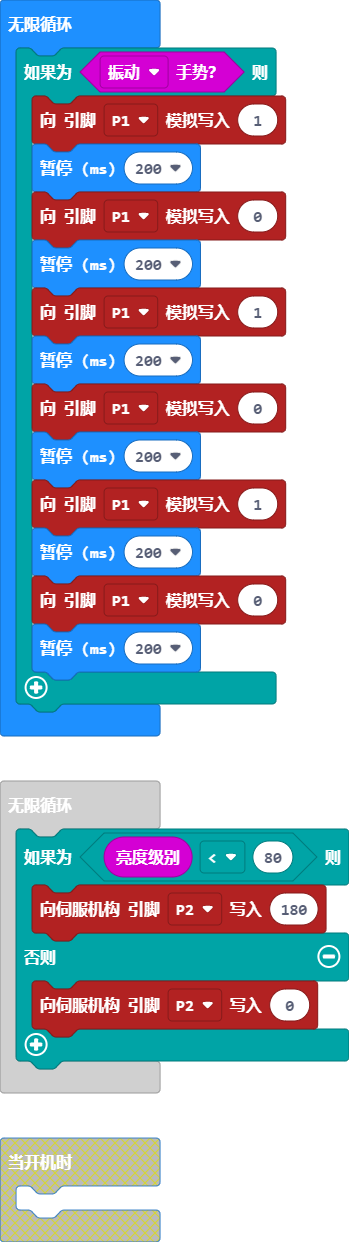 无限循环
如果为 振动 手势? 则
向 引脚 P1 模拟写入 1
暂停 (ms) 200
向 引脚 P1 模拟写入 0
暂停 (ms) 200
向 引脚 P1 模拟写入 1
暂停 (ms) 200
向 引脚 P1 模拟写入 0
暂停 (ms) 200
向 引脚 P1 模拟写入 1
暂停 (ms) 200
向 引脚 P1 模拟写入 0
暂停 (ms) 200
无限循环
如果为 亮度级别 < 80 则
向伺服机构 引脚 P2 写入 180
否则
向伺服机构 引脚 P2 写入 0
当开机时